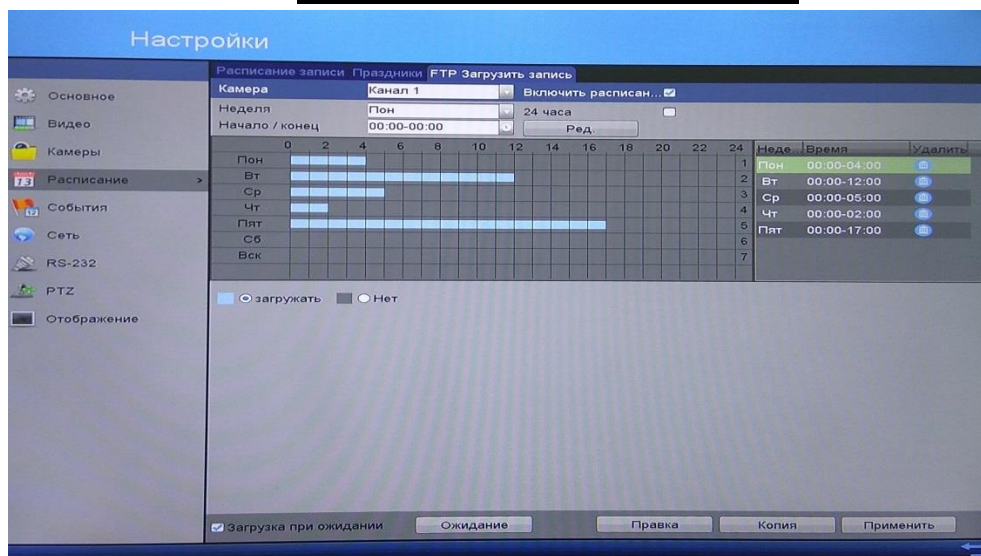 Настройки
Расписание записи Праздники FTP Загрузить запись
Камера Канал 1 Включить расписан...
Неделя Пон 24 часа
Начало / конец 00:00-00:00 Ред.
Основное
Видео
Камеры
Расписание >
События
Сеть
RS-232
PTZ
Отображение
0 2 4 6 8 10 12 14 16 18 20 22 24
Пон 1
Вт 2
Ср 3
Чт 4
Пят 5
Сб 6
Вск 7
Неде.. Время Удалить
Пон 00:00-04:00
Вт 00:00-12:00
Ср 00:00-05:00
Чт 00:00-02:00
Пят 00:00-17:00
загружать Нет
Загрузка при ожидании Ожидание Правка Копия Применить